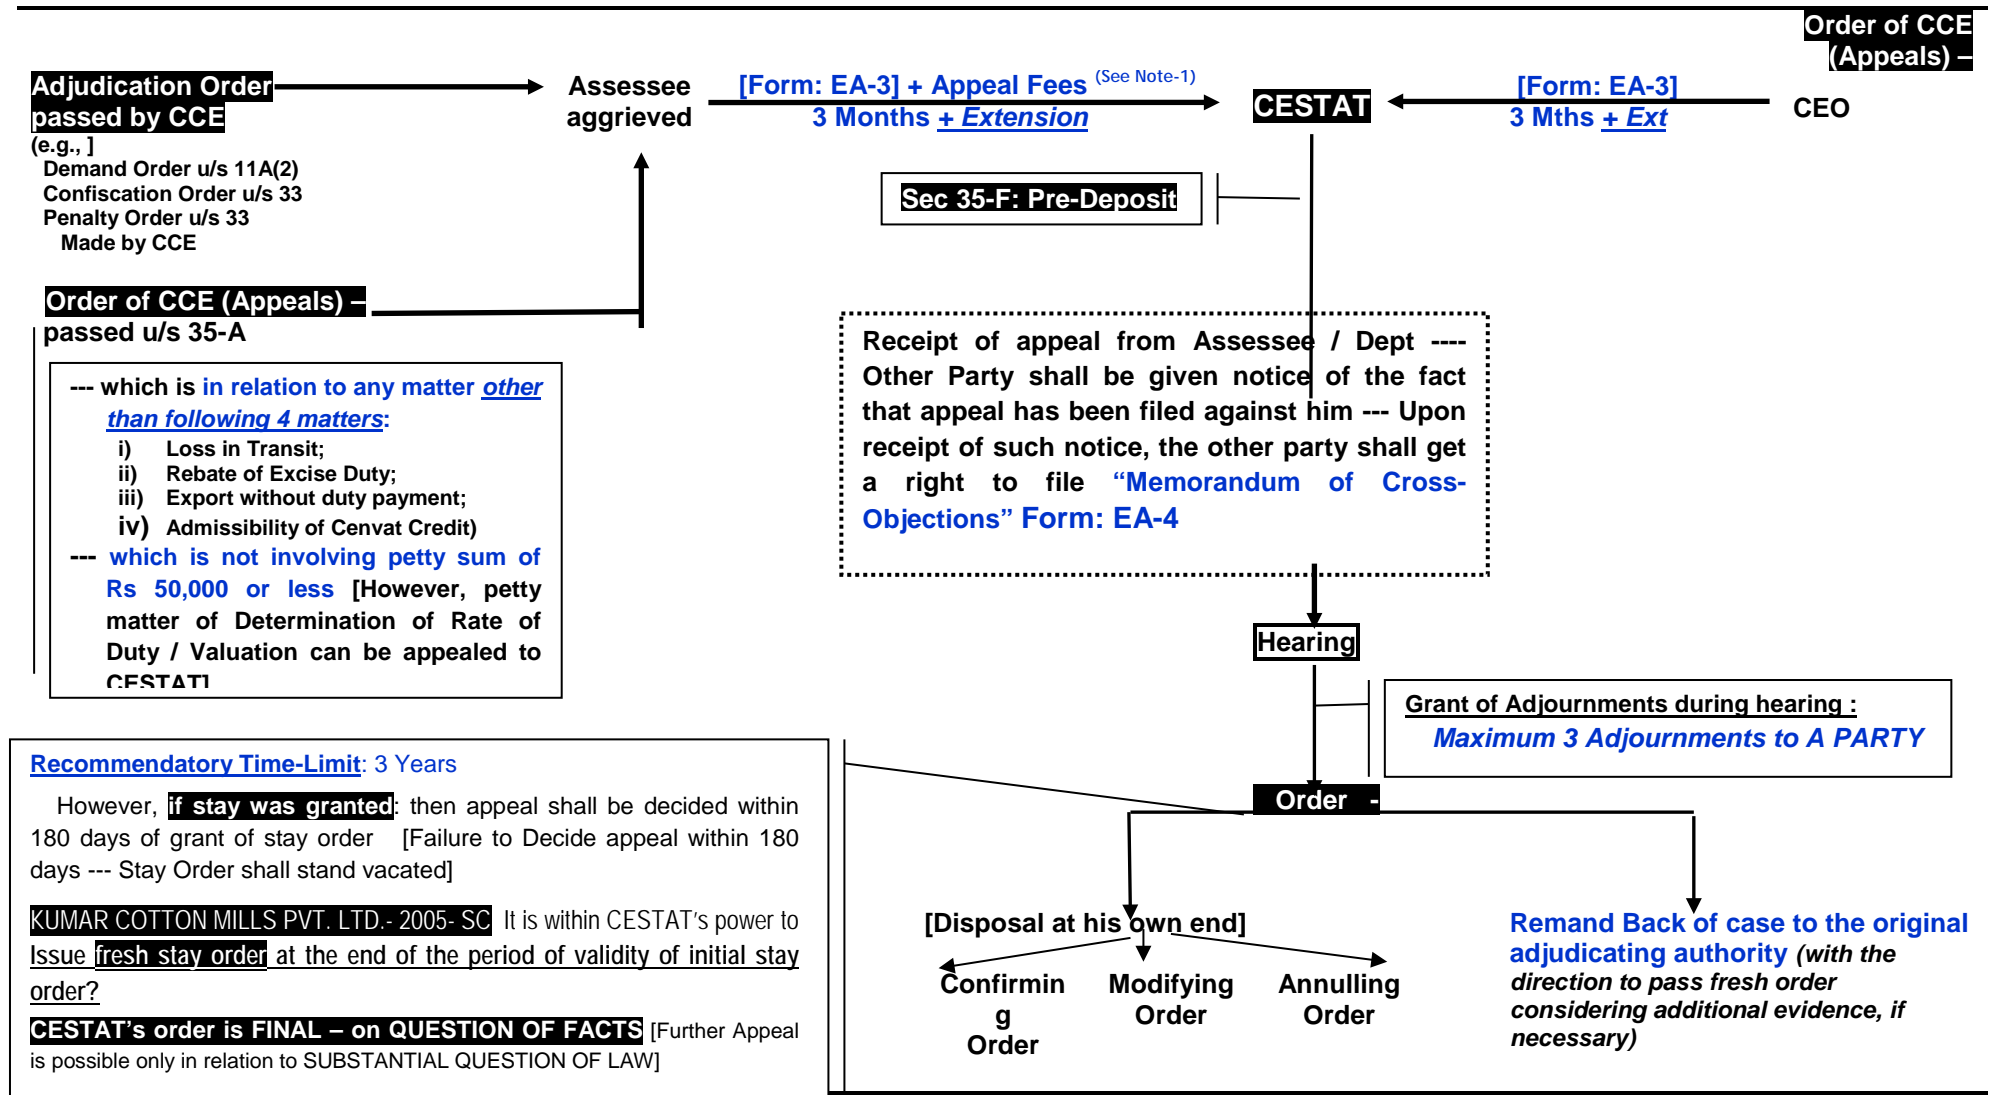 Order of CCE
(Appeals) –
Adjudication Order
passed by CCE
(e.g., ]
Demand Order u/s 11A(2)
Confiscation Order u/s 33
Penalty Order u/s 33
Made by CCE
Assessee
aggrieved
[Form: EA-3] + Appeal Fees (See Note-1)
3 Months + Extension
CESTAT
[Form: EA-3]
3 Mths + Ext
CEO
Sec 35-F: Pre-Deposit
Order of CCE (Appeals) –
passed u/s 35-A
--- which is in relation to any matter other
than following 4 matters:
i) Loss in Transit;
ii) Rebate of Excise Duty;
iii) Export without duty payment;
iv) Admissibility of Cenvat Credit)
--- which is not involving petty sum of
Rs 50,000 or less [However, petty
matter of Determination of Rate of
Duty / Valuation can be appealed to
CESTAT]
Receipt of appeal from Assessee / Dept ----
Other Party shall be given notice of the fact
that appeal has been filed against him --- Upon
receipt of such notice, the other party shall get
a right to file “Memorandum of Cross-
Objections” Form: EA-4
Hearing
Grant of Adjournments during hearing :
Maximum 3 Adjournments to A PARTY
Order -
Recommendatory Time-Limit: 3 Years
However, if stay was granted: then appeal shall be decided within
180 days of grant of stay order [Failure to Decide appeal within 180
days --- Stay Order shall stand vacated]
KUMAR COTTON MILLS PVT. LTD.- 2005- SC It is within CESTAT’s power to
Issue fresh stay order at the end of the period of validity of initial stay
order?
CESTAT’s order is FINAL – on QUESTION OF FACTS [Further Appeal
is possible only in relation to SUBSTANTIAL QUESTION OF LAW]
[Disposal at his own end]
Confirmin
g
Order
Modifying
Order
Annulling
Order
Remand Back of case to the original
adjudicating authority (with the
direction to pass fresh order
considering additional evidence, if
necessary)